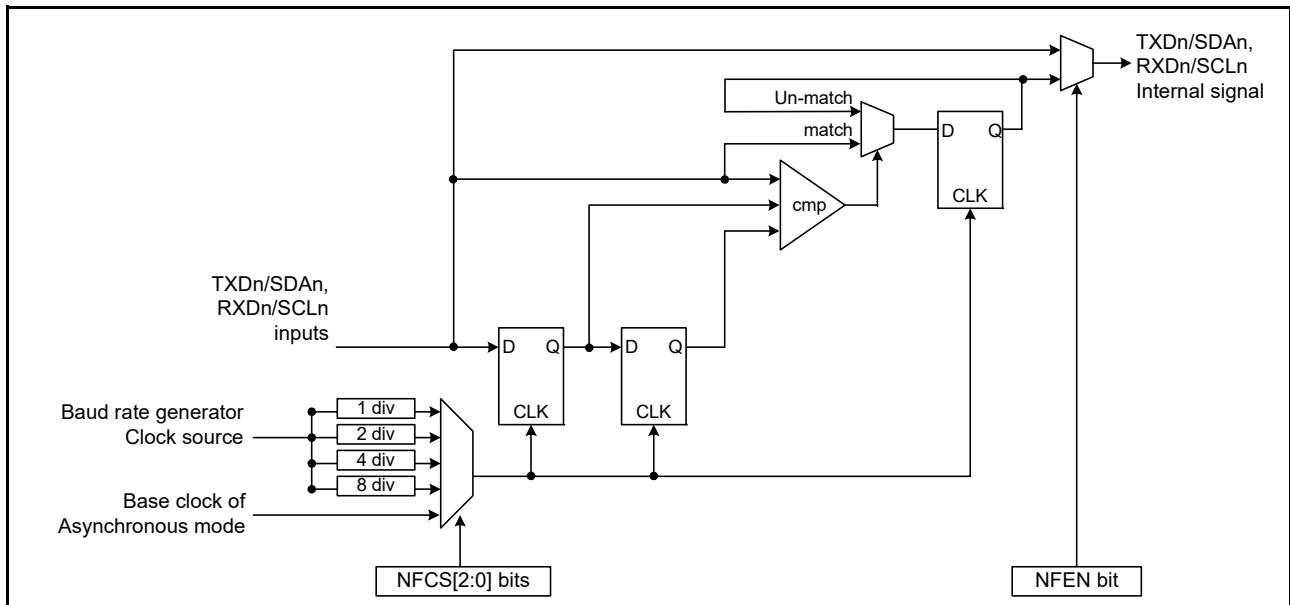 TXDn/SDAn,
RXDn/SCLn
Internal signal
Un-match
match
D Q
CLK
cmp
TXDn/SDAn,
RXDn/SCLn
inputs
D Q
CLK
D Q
CLK
Baud rate generator
Clock source
1 div
2 div
4 div
8 div
Base clock of
Asynchronous mode
NFCS[2:0] bits
NFEN bit